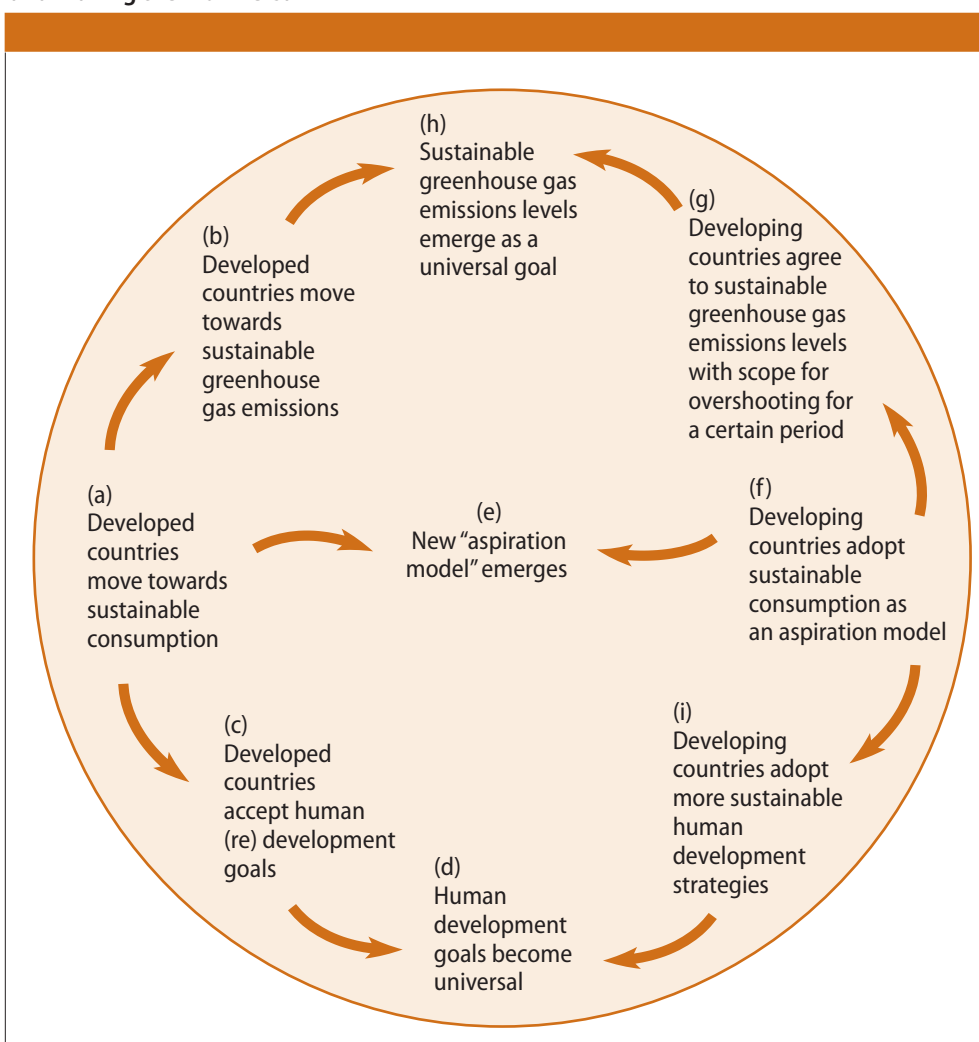 (h)
Sustainable
greenhouse gas
emissions levels
emerge as a
universal goal
(g)
Developing
countries agree
to sustainable
greenhouse gas
emissions levels
with scope for
overshooting for
a certain period
(b)
Developed
countries move
towards
sustainable
greenhouse
gas emissions
(a)
Developed
countries
move towards
sustainable
consumption
(e)
New “aspiration
model” emerges
(f)
Developing
countries adopt
sustainable
consumption as
an aspiration model
(c)
Developed
countries
accept human
(re) development
goals
(i)
Developing
countries adopt
more sustainable
human
development
strategies
(d)
Human
development
goals become
universal